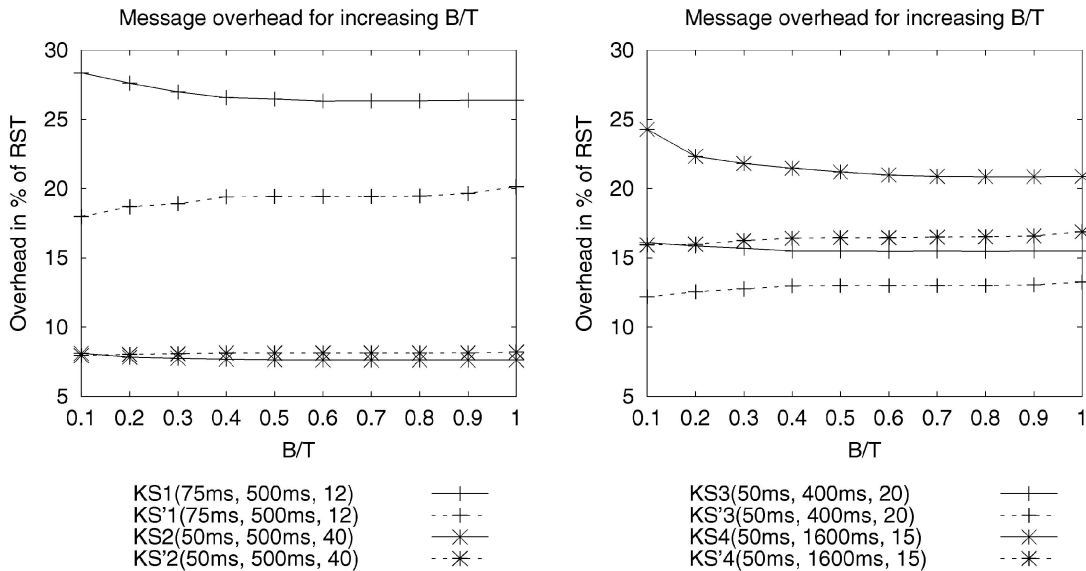 Message overhead for increasing B/T
30
25
20
15
10
5
0.1 0.2 0.3 0.4 0.5 0.6 0.7 0.8 0.9 1
Overhead in % of RST
B/T
KS1(75ms, 500ms, 12)
KS'1(75ms, 500ms, 12)
KS2(50ms, 500ms, 40)
KS'2(50ms, 500ms, 40)
Message overhead for increasing B/T
30
25
20
15
10
5
0.1 0.2 0.3 0.4 0.5 0.6 0.7 0.8 0.9 1
Overhead in % of RST
B/T
KS3(50ms, 400ms, 20)
KS'3(50ms, 400ms, 20)
KS4(50ms, 1600ms, 15)
KS'4(50ms, 1600ms, 15)